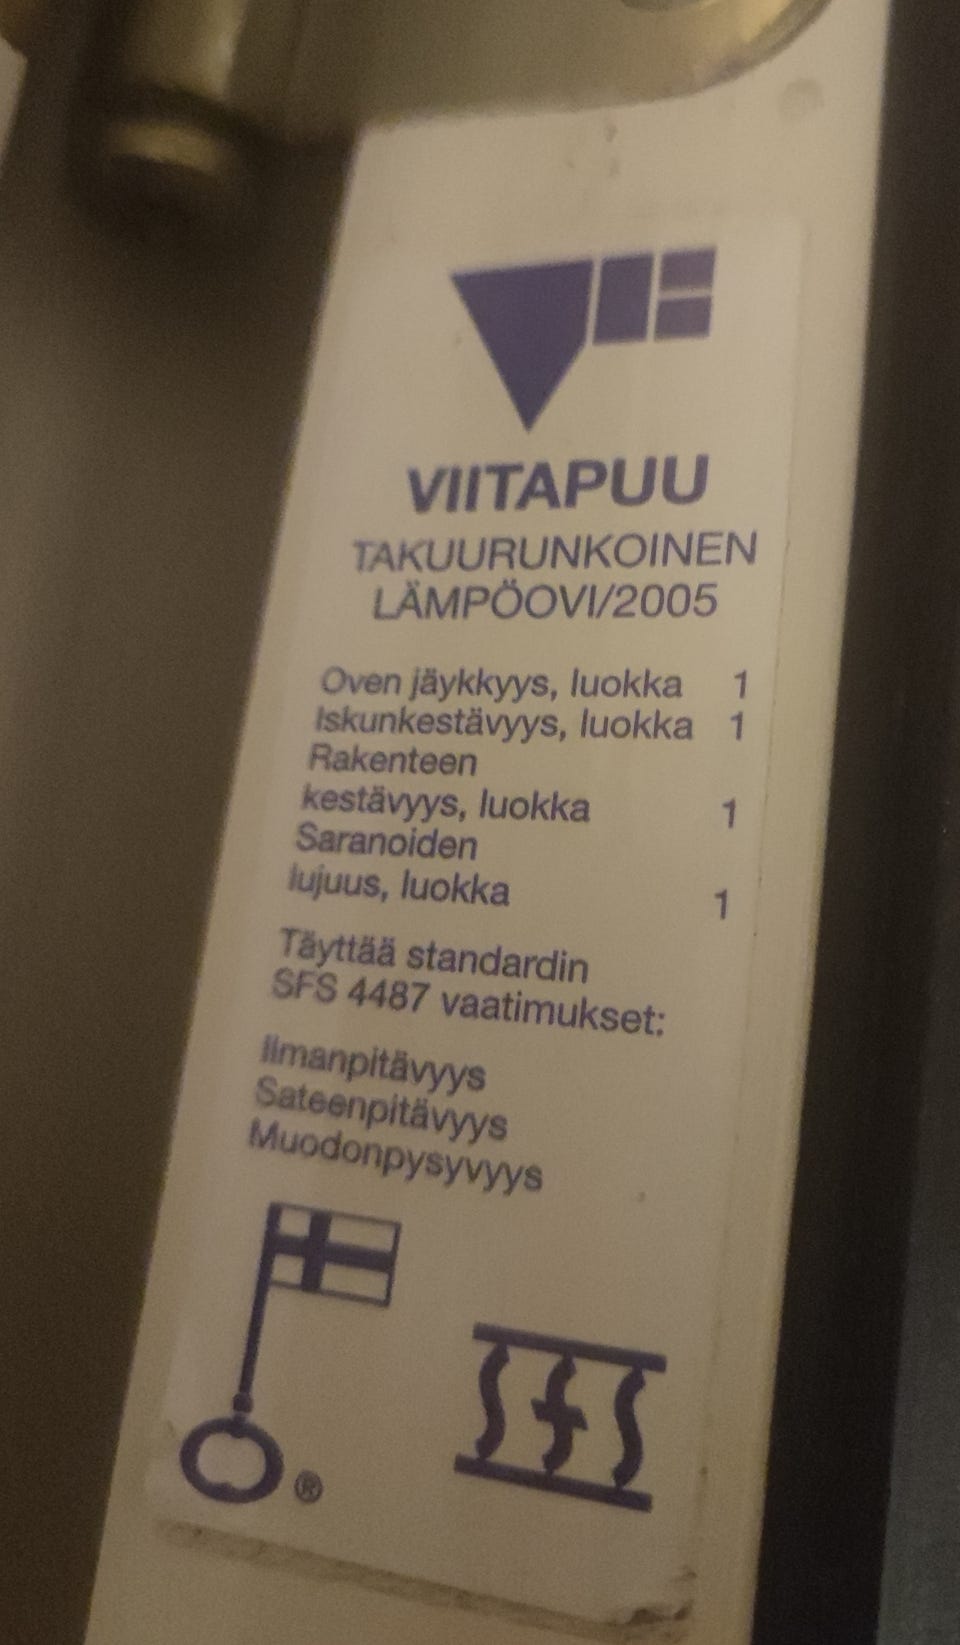 VIITAPUU
TAKUURUNKOINEN
LÄMPÖOVI/2005
Oven jäykkyys, luokka 1
Iskunkestävyys, luokka 1
Rakenteen
kestävyys, luokka 1
Saranoiden
lujuus, luokka 1
Täyttää standardin
SFS 4487 vaatimukset:
Ilmanpitävyys
Sateenpitävyys
Muodonpysyvyys
®
SFS